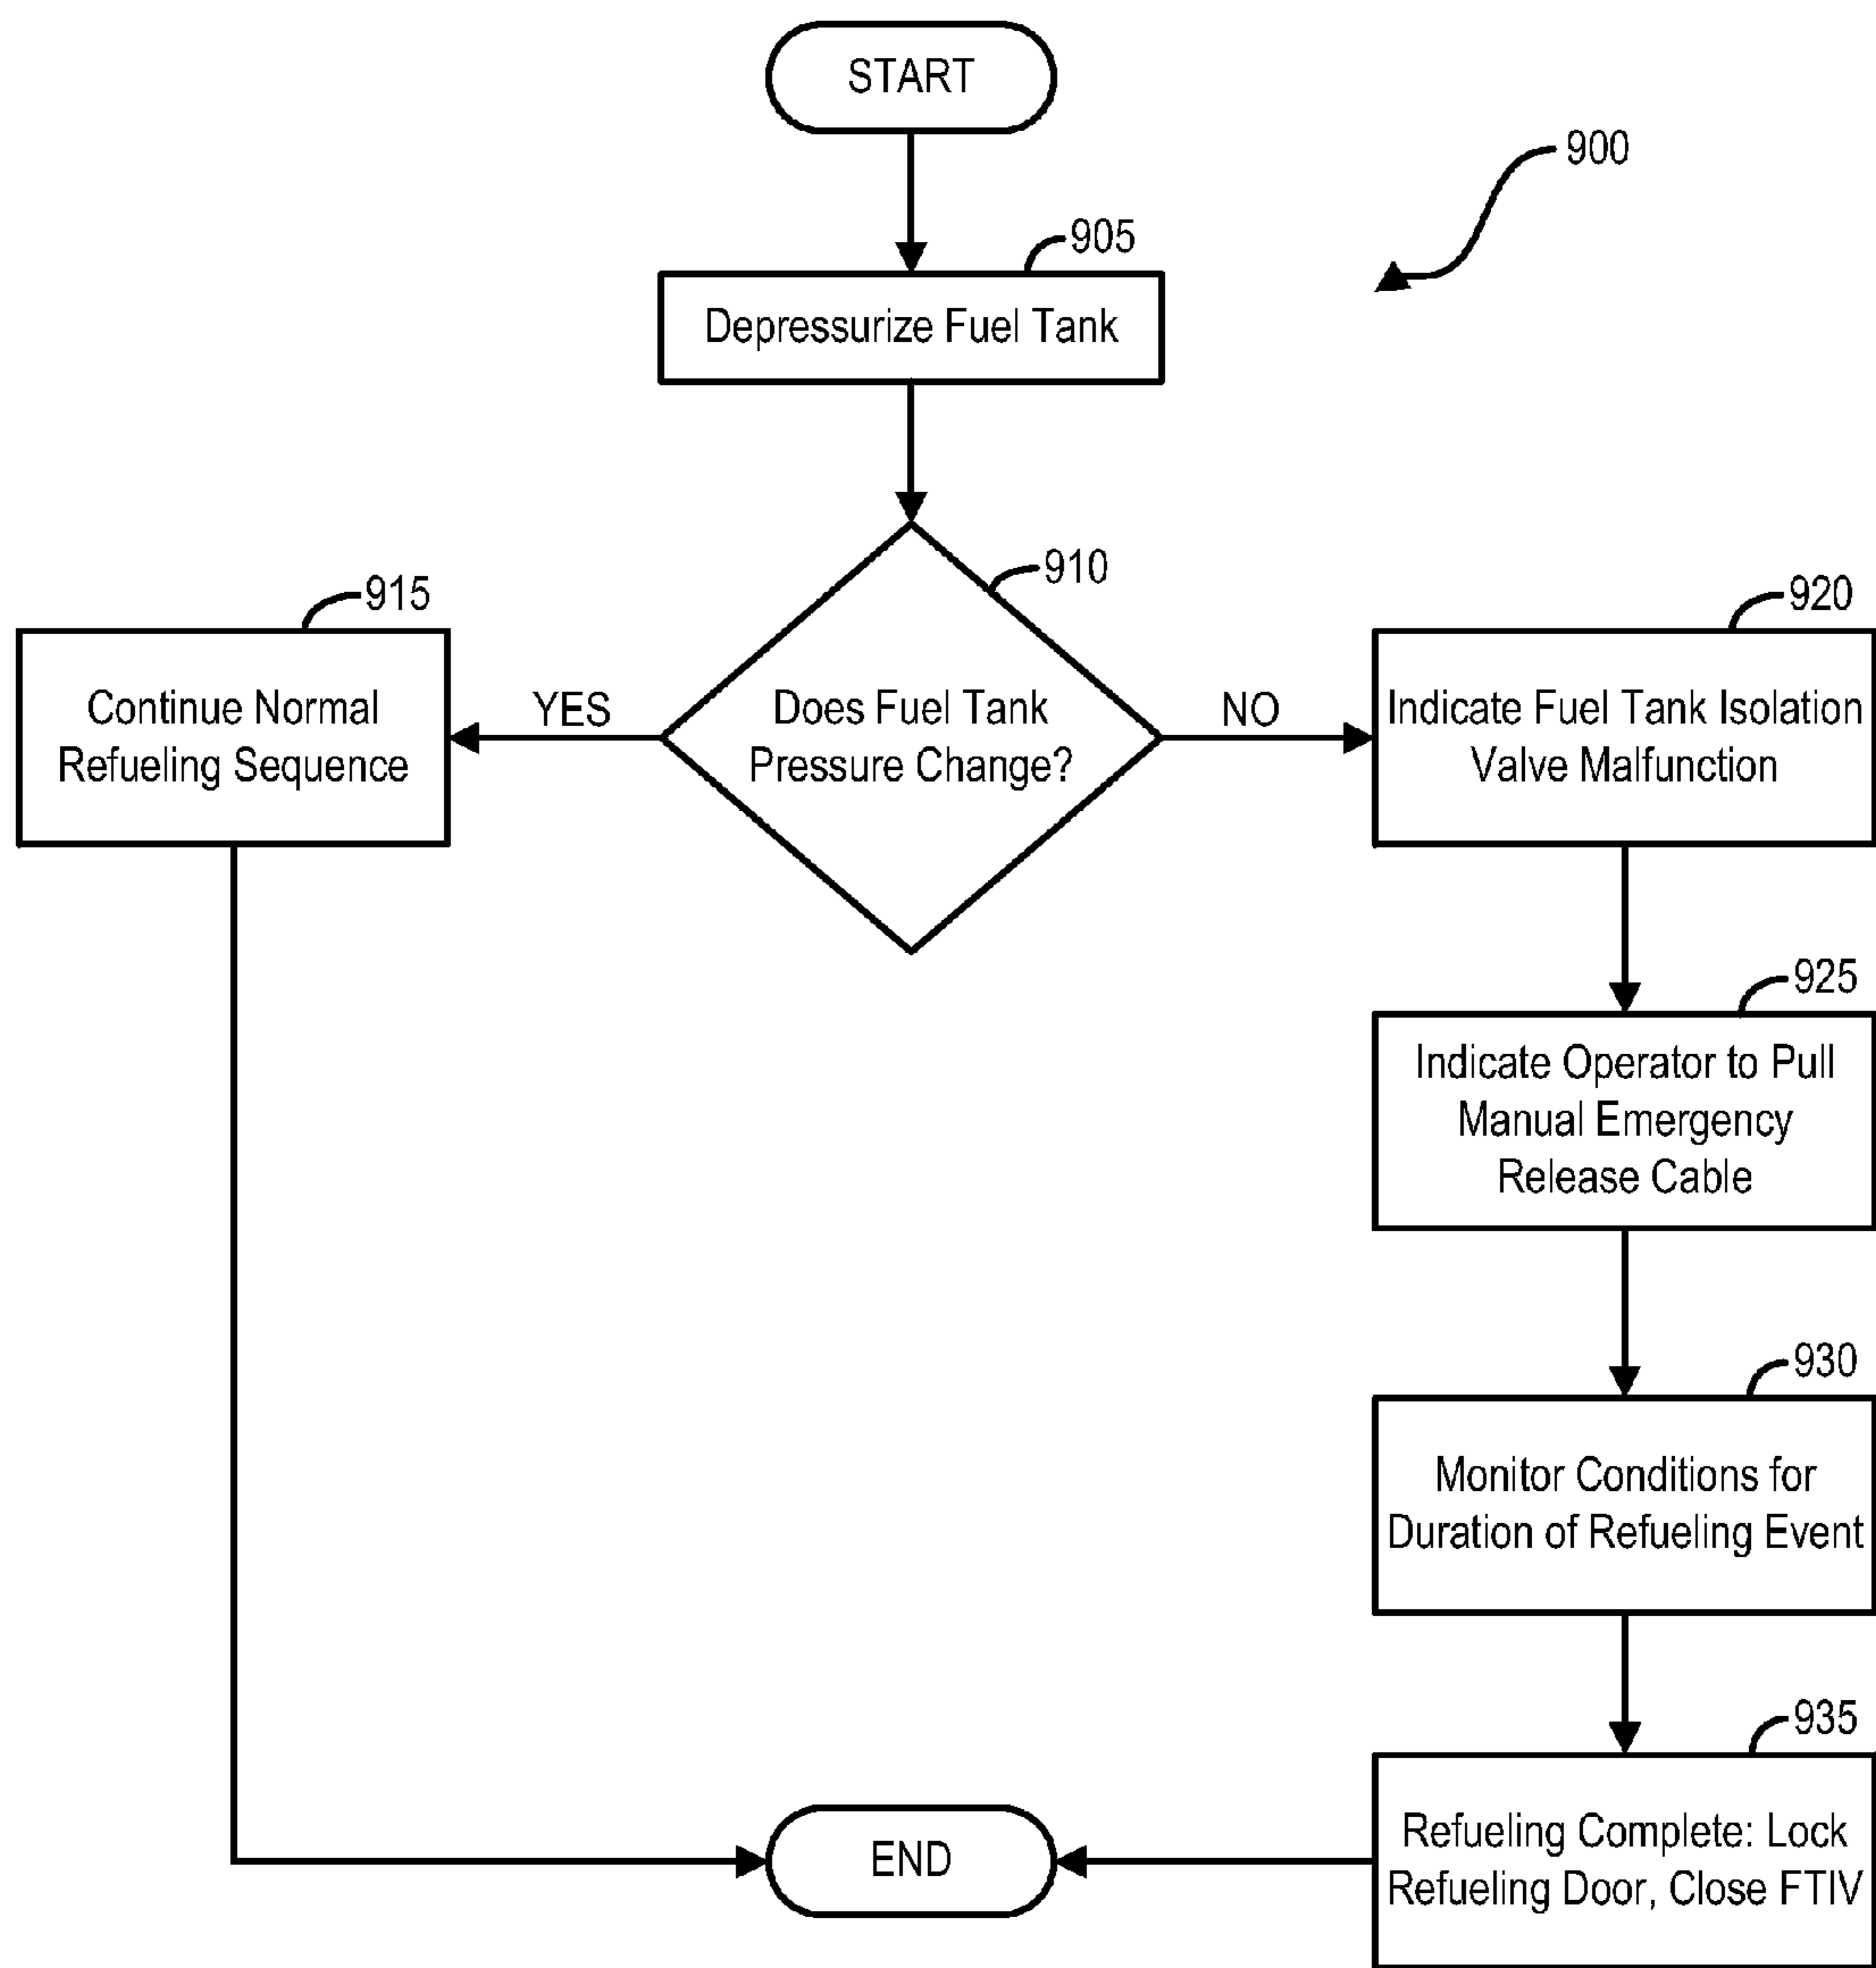 START
900
905
Depressurize Fuel Tank
910
Does Fuel Tank
Pressure Change?
YES
NO
915
Continue Normal
Refueling Sequence
920
Indicate Fuel Tank Isolation
Valve Malfunction
925
Indicate Operator to Pull
Manual Emergency
Release Cable
930
Monitor Conditions for
Duration of Refueling Event
935
Refueling Complete: Lock
Refueling Door, Close FTIV
END